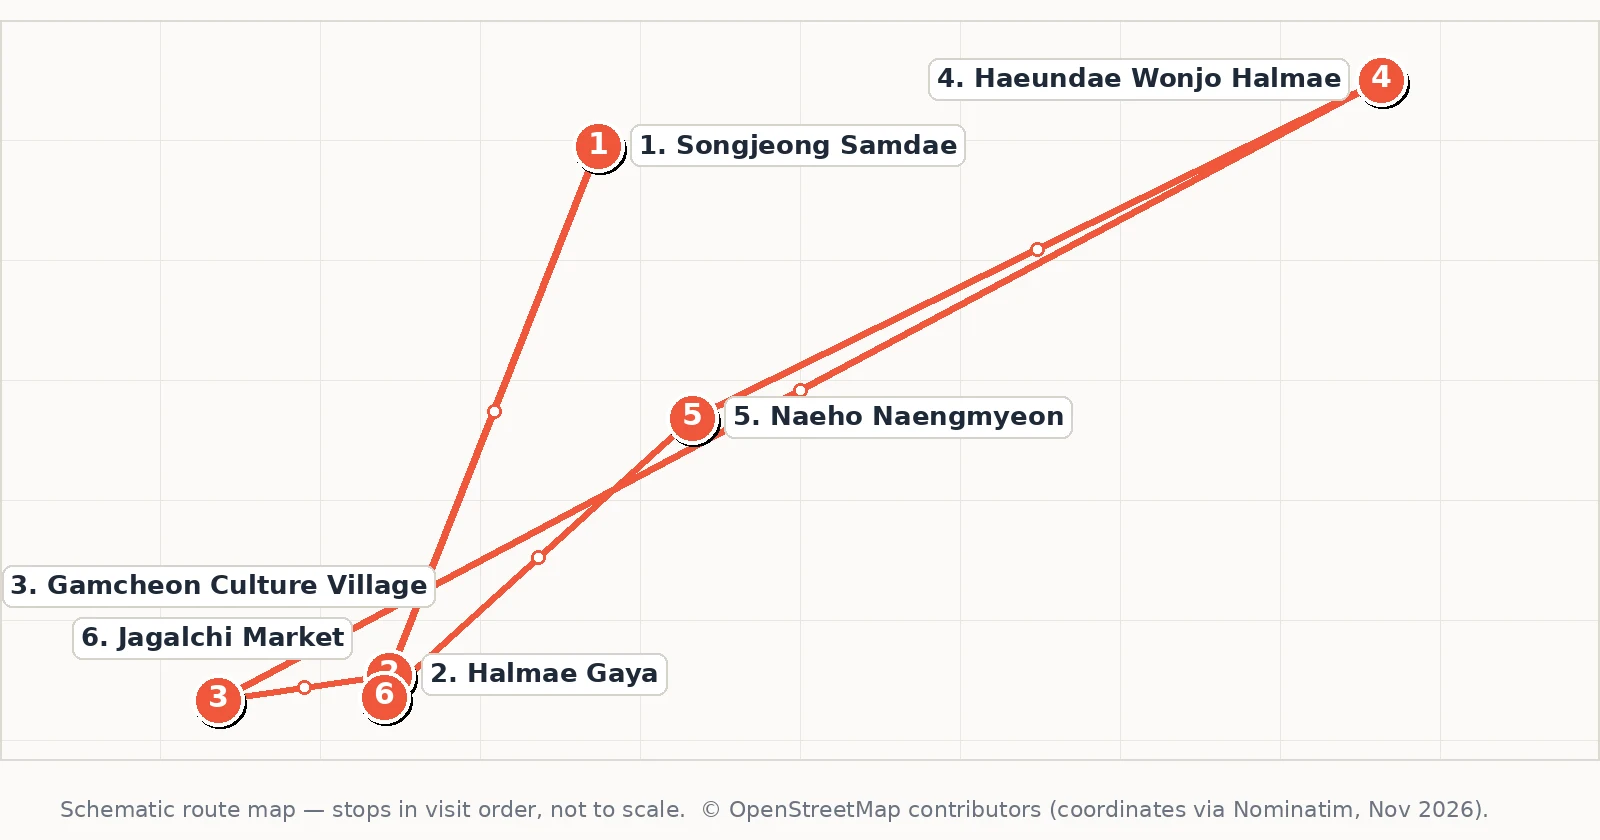 4. Haeundae Wonjo Halmae
4
1
1. Songjeong Samdae
5
5. Naeho Naengmyeon
3. Gamcheon Culture Village
6. Jagalchi Market
2
2. Halmae Gaya
3
6
Schematic route map — stops in visit order, not to scale.  © OpenStreetMap contributors (coordinates via Nominatim, Nov 2026).